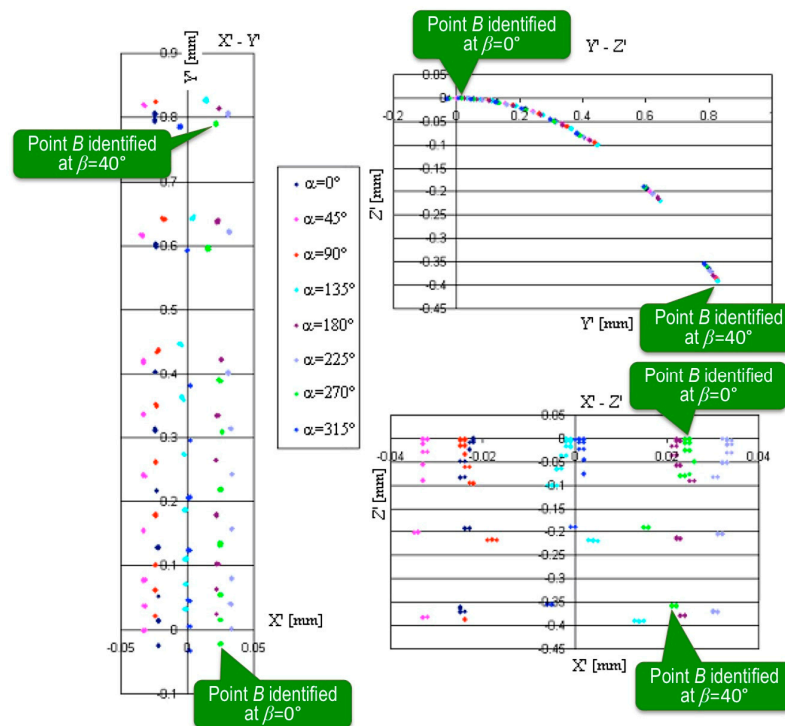 X' - Y'
Y' [mm]
0.9
0.8
Point B identified
at β=40°
0.7
0.6
0.5
0.4
0.3
0.2
0.1
0
-0.1
-0.05
0
0.05
X' [mm]
Point B identified
at β=0°
α=0°
α=45°
α=90°
α=135°
α=180°
α=225°
α=270°
α=315°
Point B identified
at β=0°
Y' - Z'
0.05
0
-0.05
-0.1
-0.15
-0.2
-0.25
-0.3
-0.35
-0.4
-0.45
-0.2
0
0.2
0.4
0.6
0.8
1
Z' [mm]
Y' [mm]
Point B identified
at β=40°
X' - Z'
Point B identified
at β=0°
0.05
0
-0.05
-0.1
-0.15
-0.2
-0.25
-0.3
-0.35
-0.4
-0.45
-0.04
-0.02
0
0.02
0.04
Z' [mm]
X' [mm]
Point B identified
at β=40°